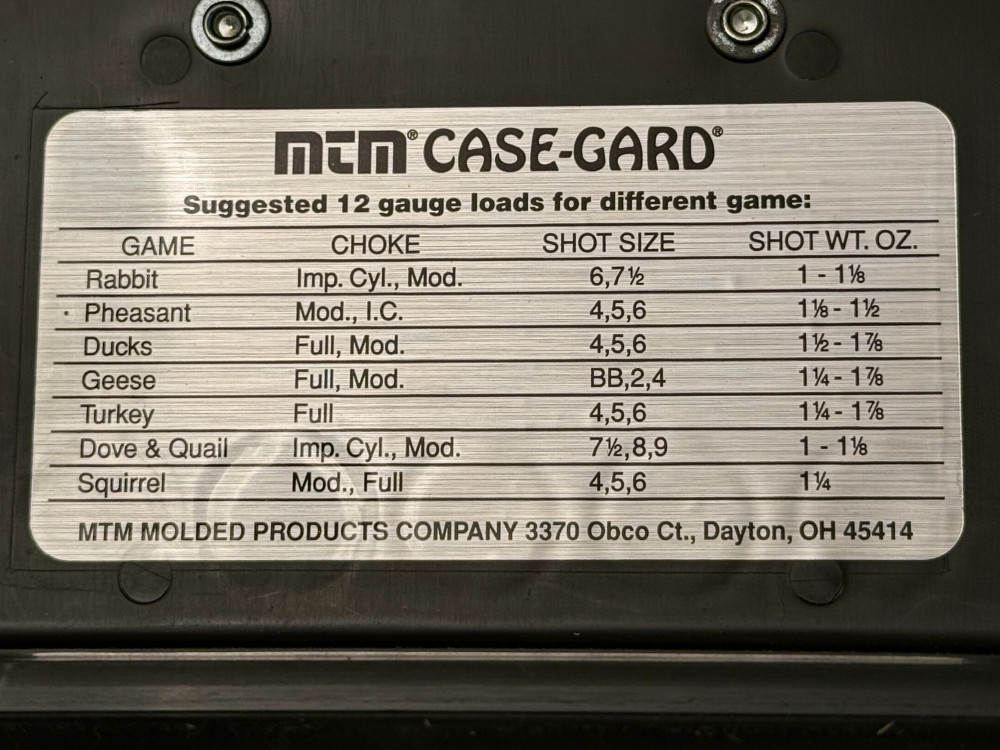 mtm® CASE-GARD®
Suggested 12 gauge loads for different game:
GAME CHOKE SHOT SIZE SHOT WT. OZ.
Rabbit Imp. Cyl., Mod. 6,7½ 1 - 1⅛
Pheasant Mod., I.C. 4,5,6 1⅛ - 1½
Ducks Full, Mod. 4,5,6 1½ - 1⅞
Geese Full, Mod. BB,2,4 1¼ - 1⅞
Turkey Full 4,5,6 1¼ - 1⅞
Dove & Quail Imp. Cyl., Mod. 7½,8,9 1 - 1⅛
Squirrel Mod., Full 4,5,6 1¼
MTM MOLDED PRODUCTS COMPANY 3370 Obco Ct., Dayton, OH 45414